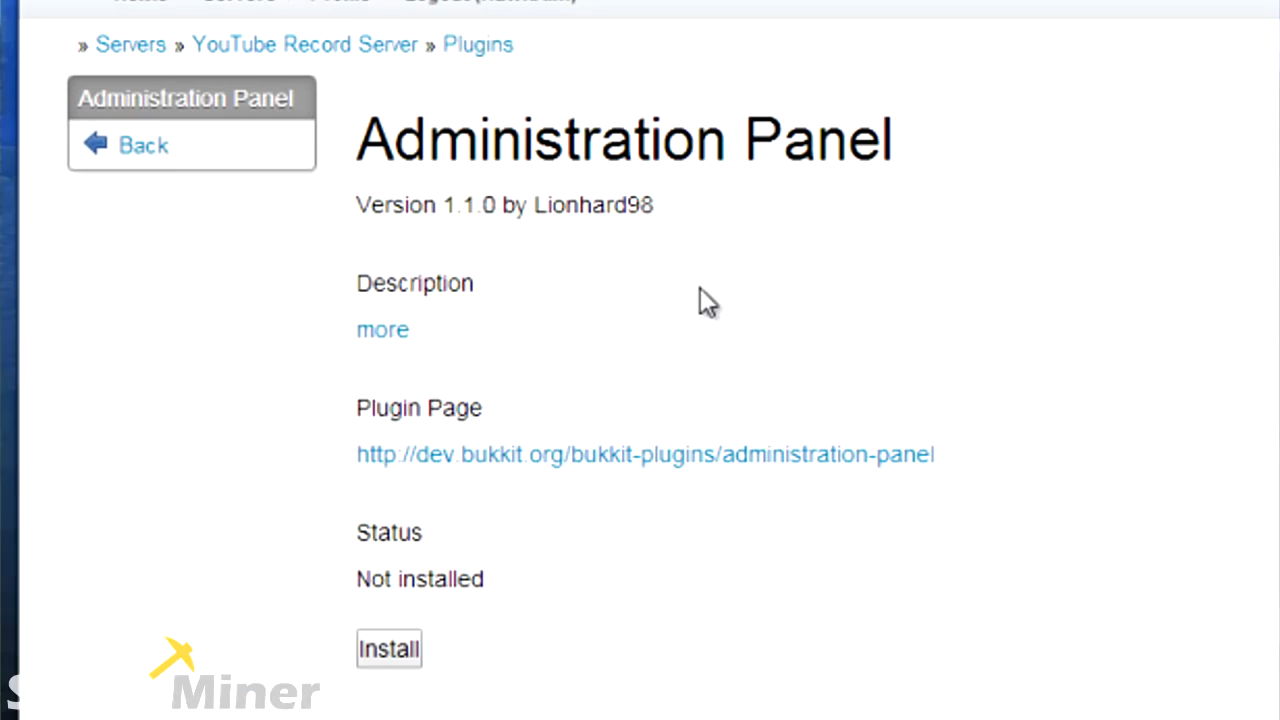 » Servers » YouTube Record Server » Plugins
Administration Panel
Back
Administration Panel
Version 1.1.0 by Lionhard98
Description
more
Plugin Page
http://dev.bukkit.org/bukkit-plugins/administration-panel
Status
Not installed
Install
Miner